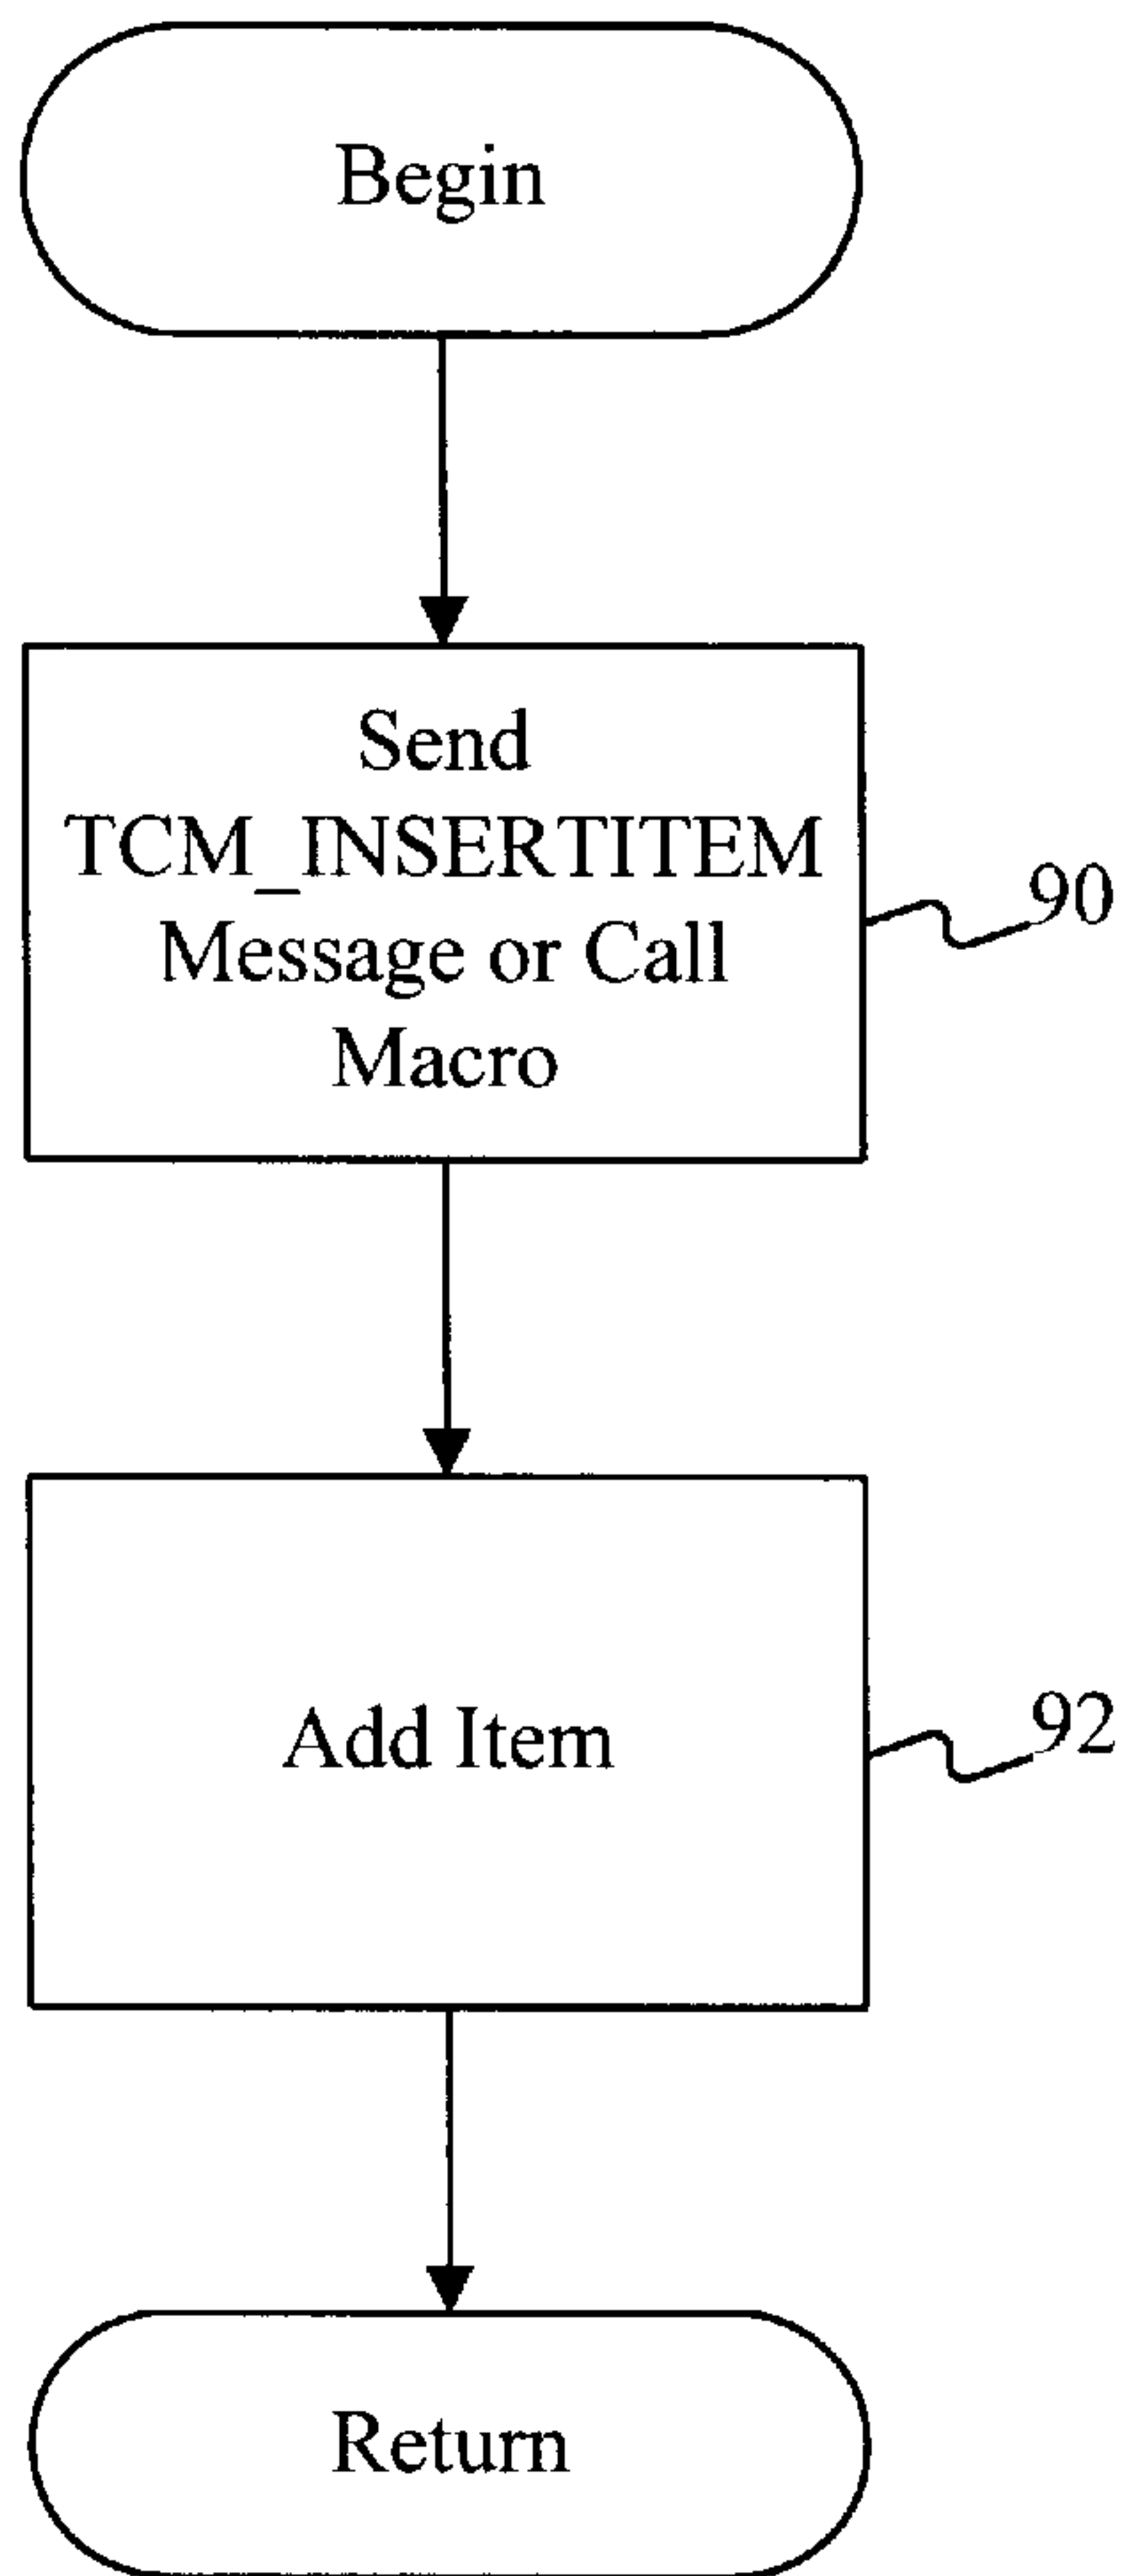 Begin
Send
TCM_INSERTITEM
Message or Call
Macro
90
Add Item
92
Return